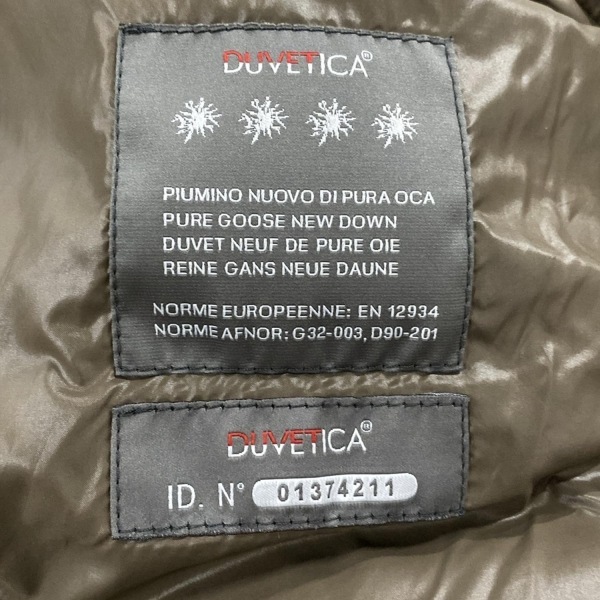 DUVETICA®
PIUMINO NUOVO DI PURA OCA
PURE GOOSE NEW DOWN
DUVET NEUF DE PURE OIE
REINE GANS NEUE DAUNE
NORME EUROPEENNE: EN 12934
NORME AFNOR: G32-003, D90-201
DUVETICA®
ID. N° 01374211